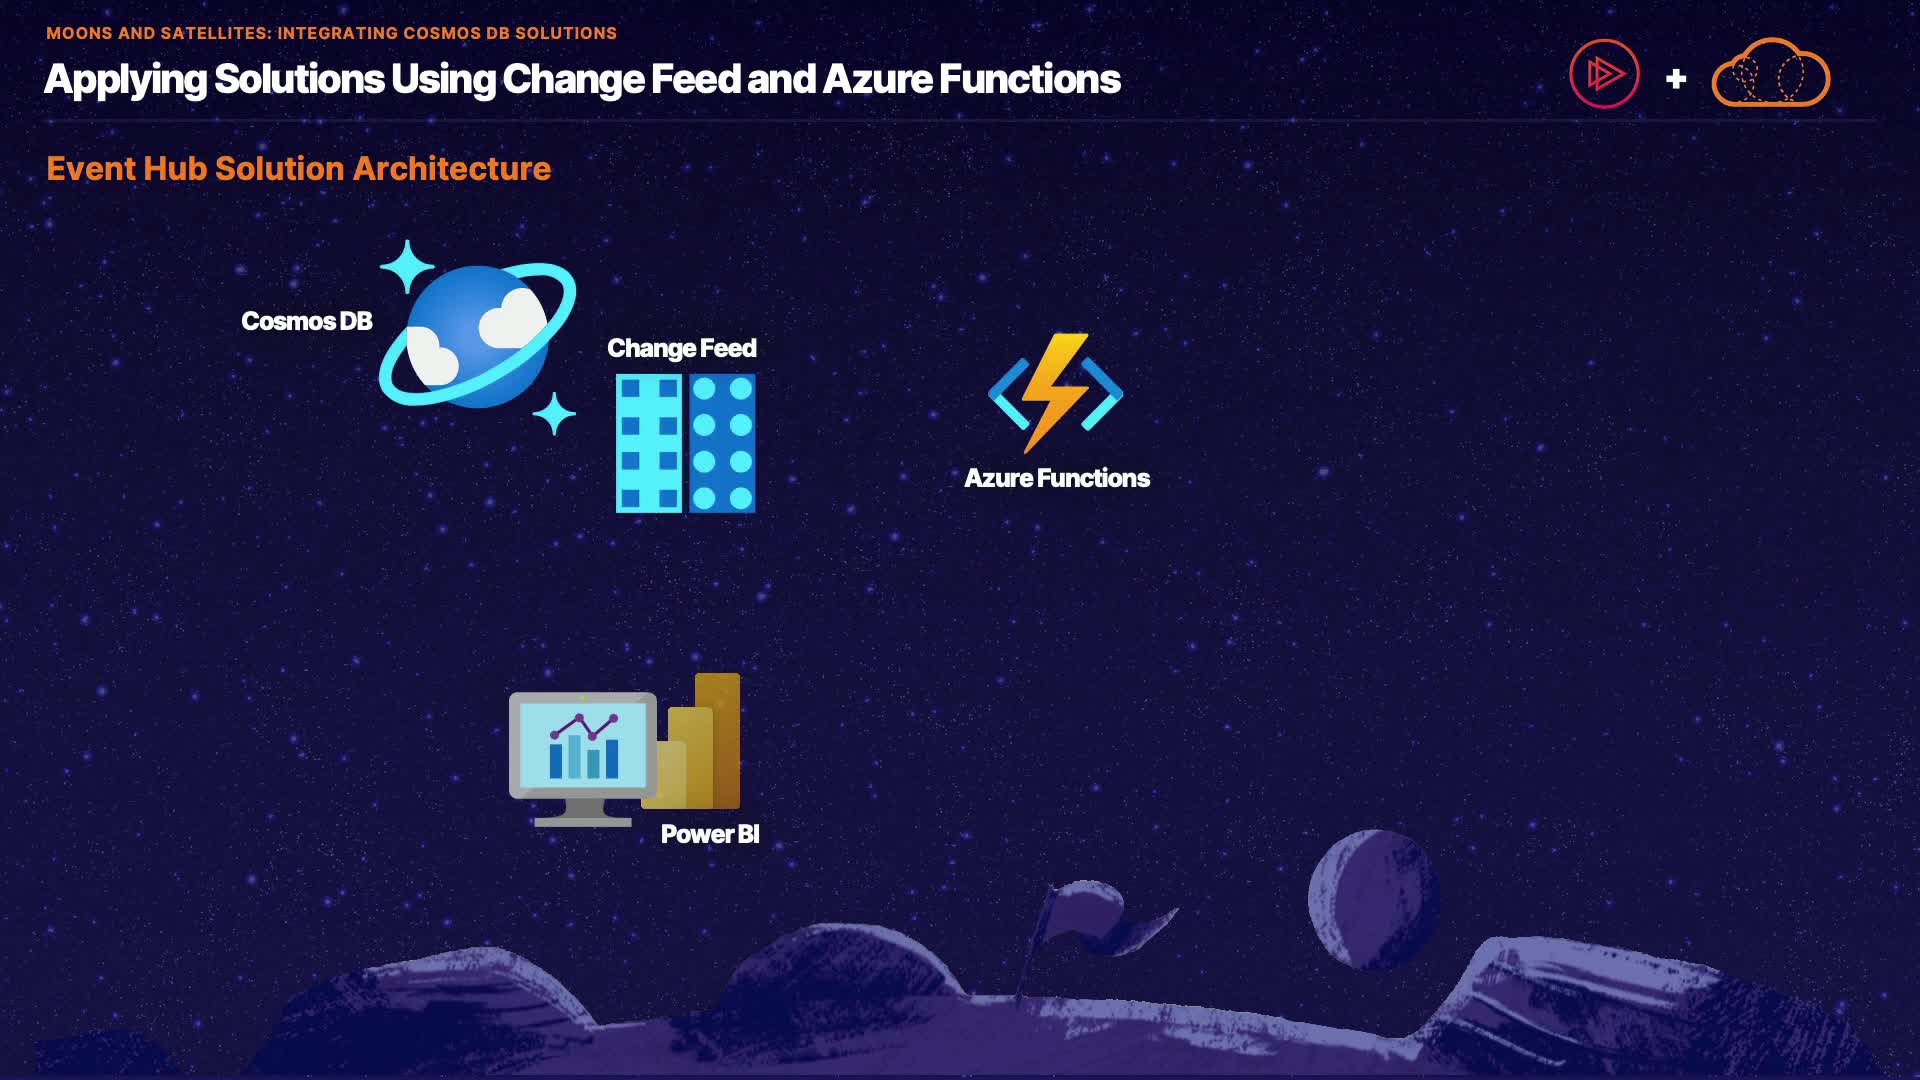 MOONS AND SATELLITES: INTEGRATING COSMOS DB SOLUTIONS
Applying Solutions Using Change Feed and Azure Functions
Event Hub Solution Architecture
Cosmos DB
Change Feed
Azure Functions
Power BI